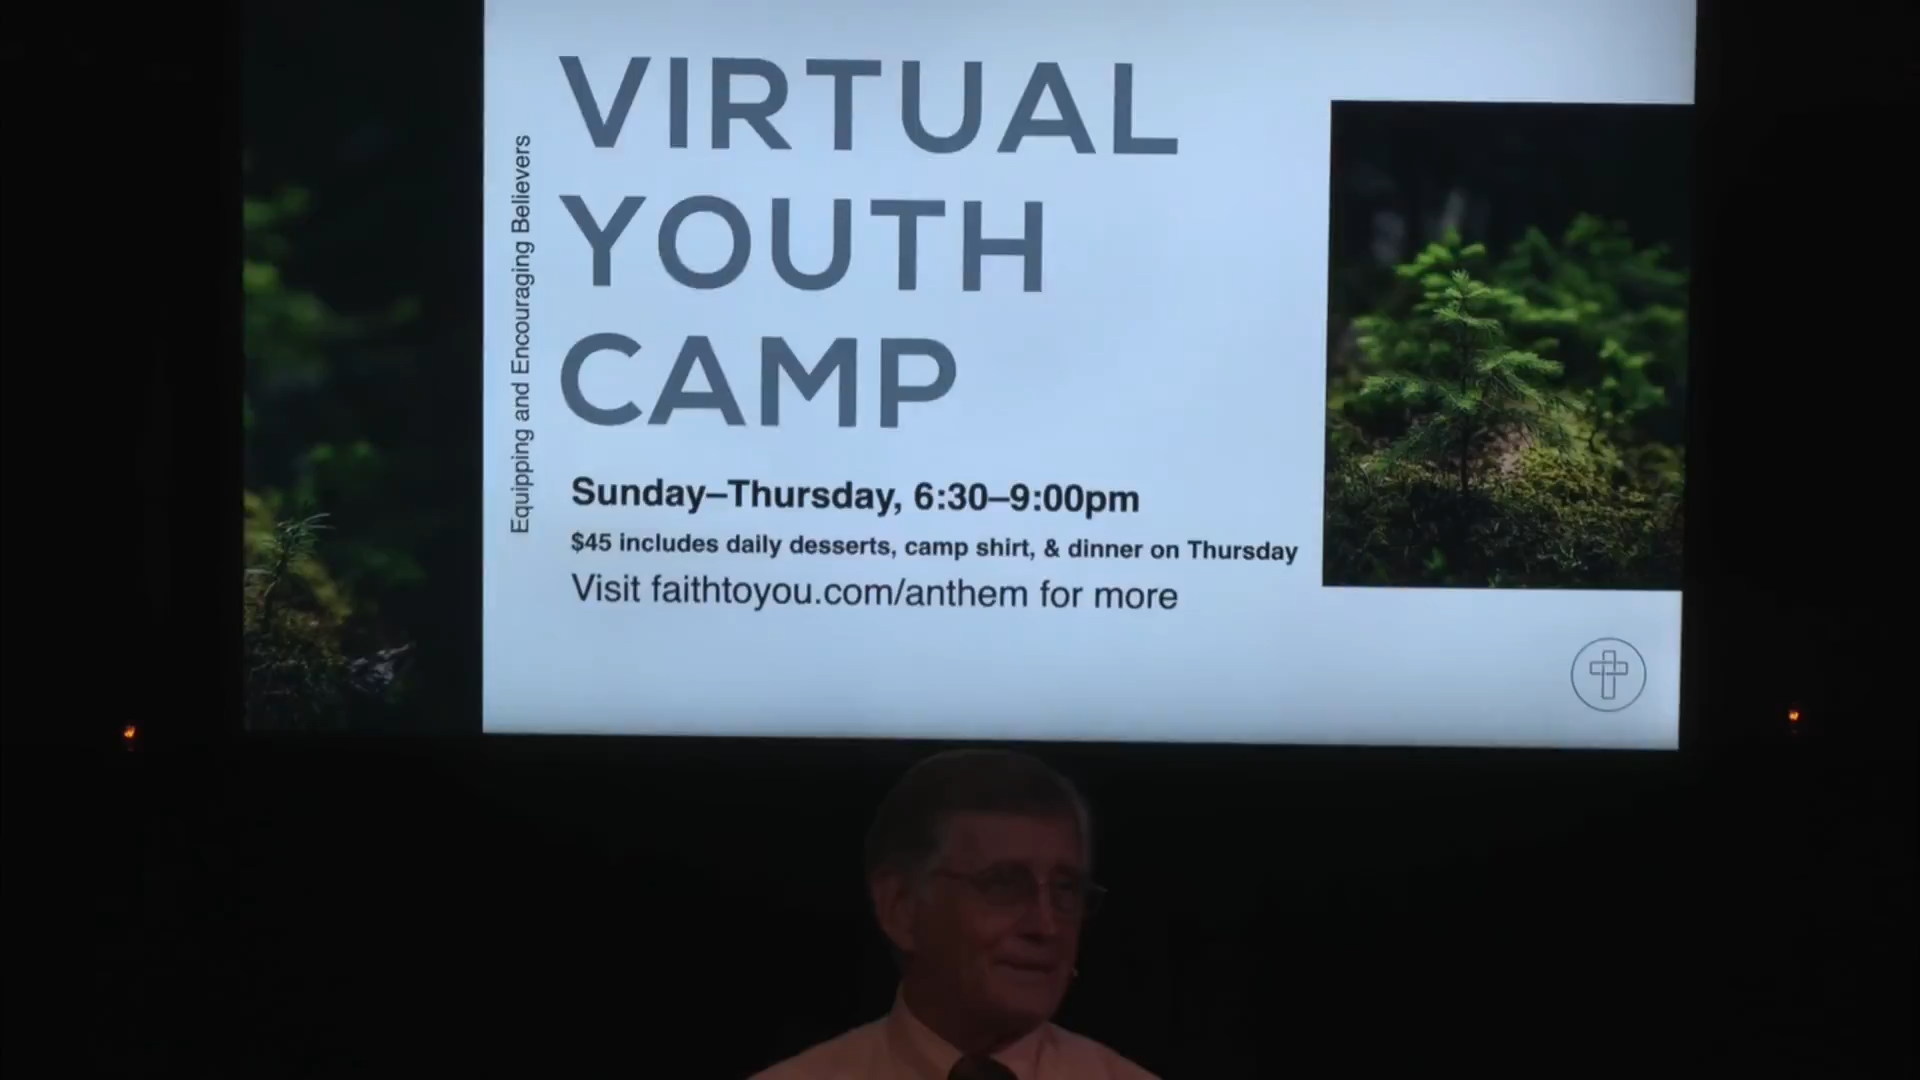 VIRTUAL
YOUTH
CAMP
Equipping and Encouraging Believers
Sunday–Thursday, 6:30–9:00pm
$45 includes daily desserts, camp shirt, & dinner on Thursday
Visit faithtoyou.com/anthem for more